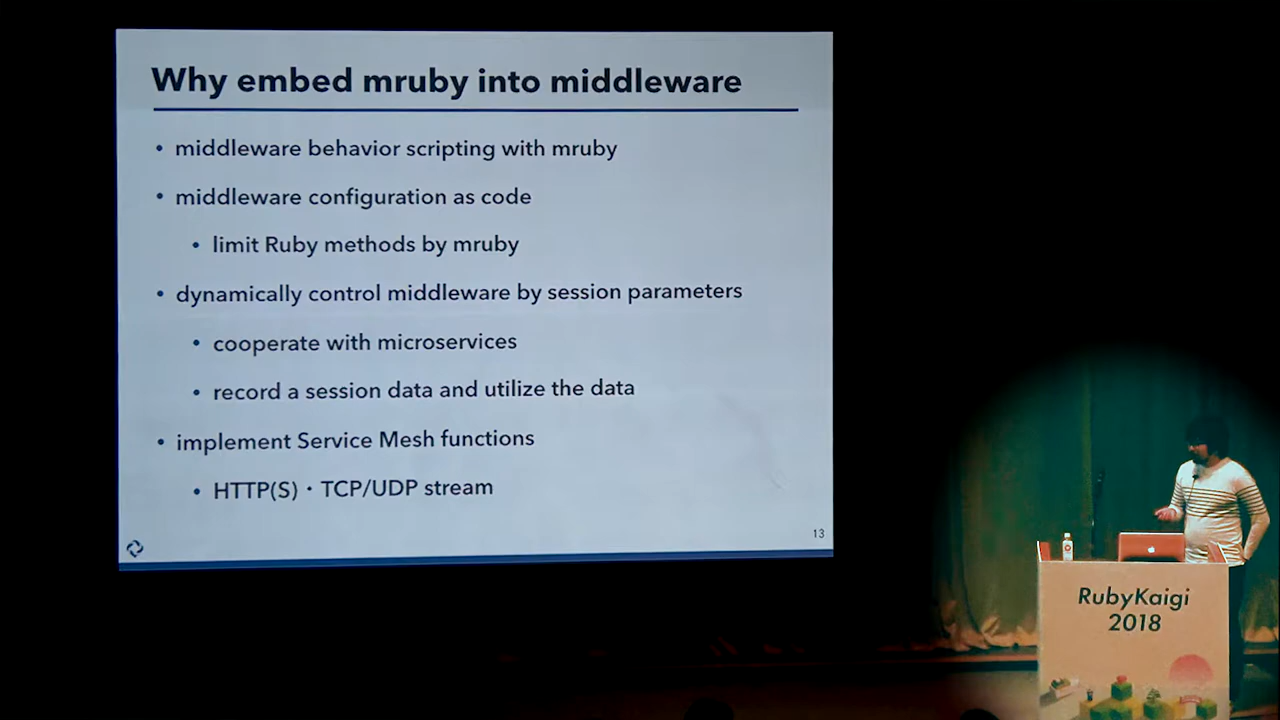 Why embed mruby into middleware
• middleware behavior scripting with mruby
• middleware configuration as code
• limit Ruby methods by mruby
• dynamically control middleware by session parameters
• cooperate with microservices
• record a session data and utilize the data
• implement Service Mesh functions
• HTTP(S)・TCP/UDP stream
13
RubyKaigi
2018